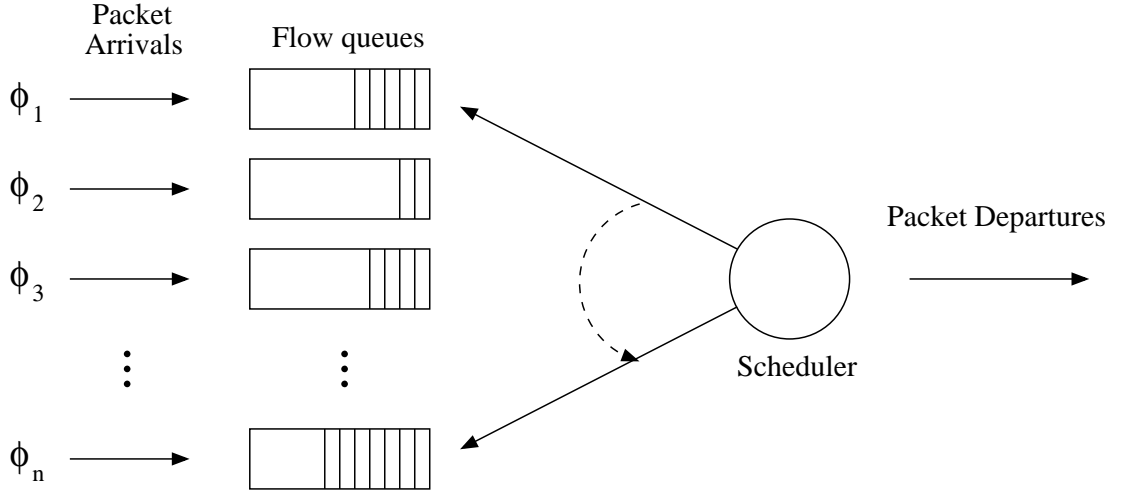 Packet
Arrivals
Flow queues
ϕ1
ϕ2
Packet Departures
ϕ3
Scheduler
ϕn